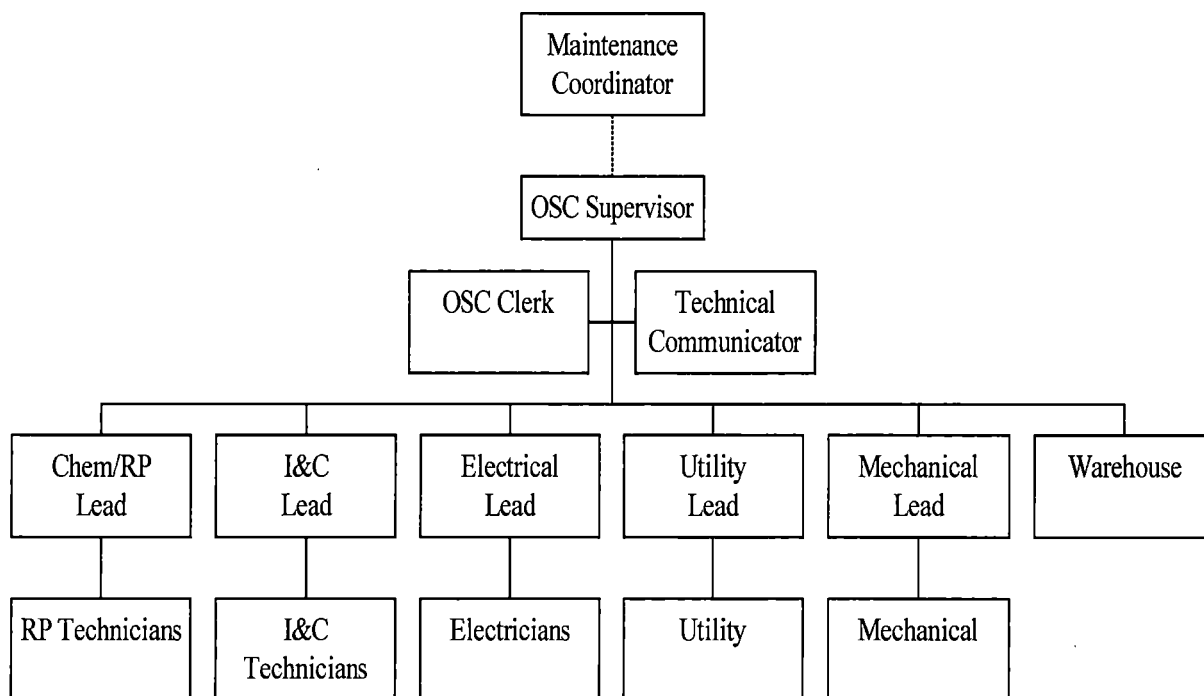 Maintenance
Coordinator
OSC Supervisor
OSC Clerk
Technical
Communicator
Chem/RP
Lead
I&C
Lead
Electrical
Lead
Utility
Lead
Mechanical
Lead
Warehouse
RP Technicians
I&C
Technicians
Electricians
Utility
Mechanical